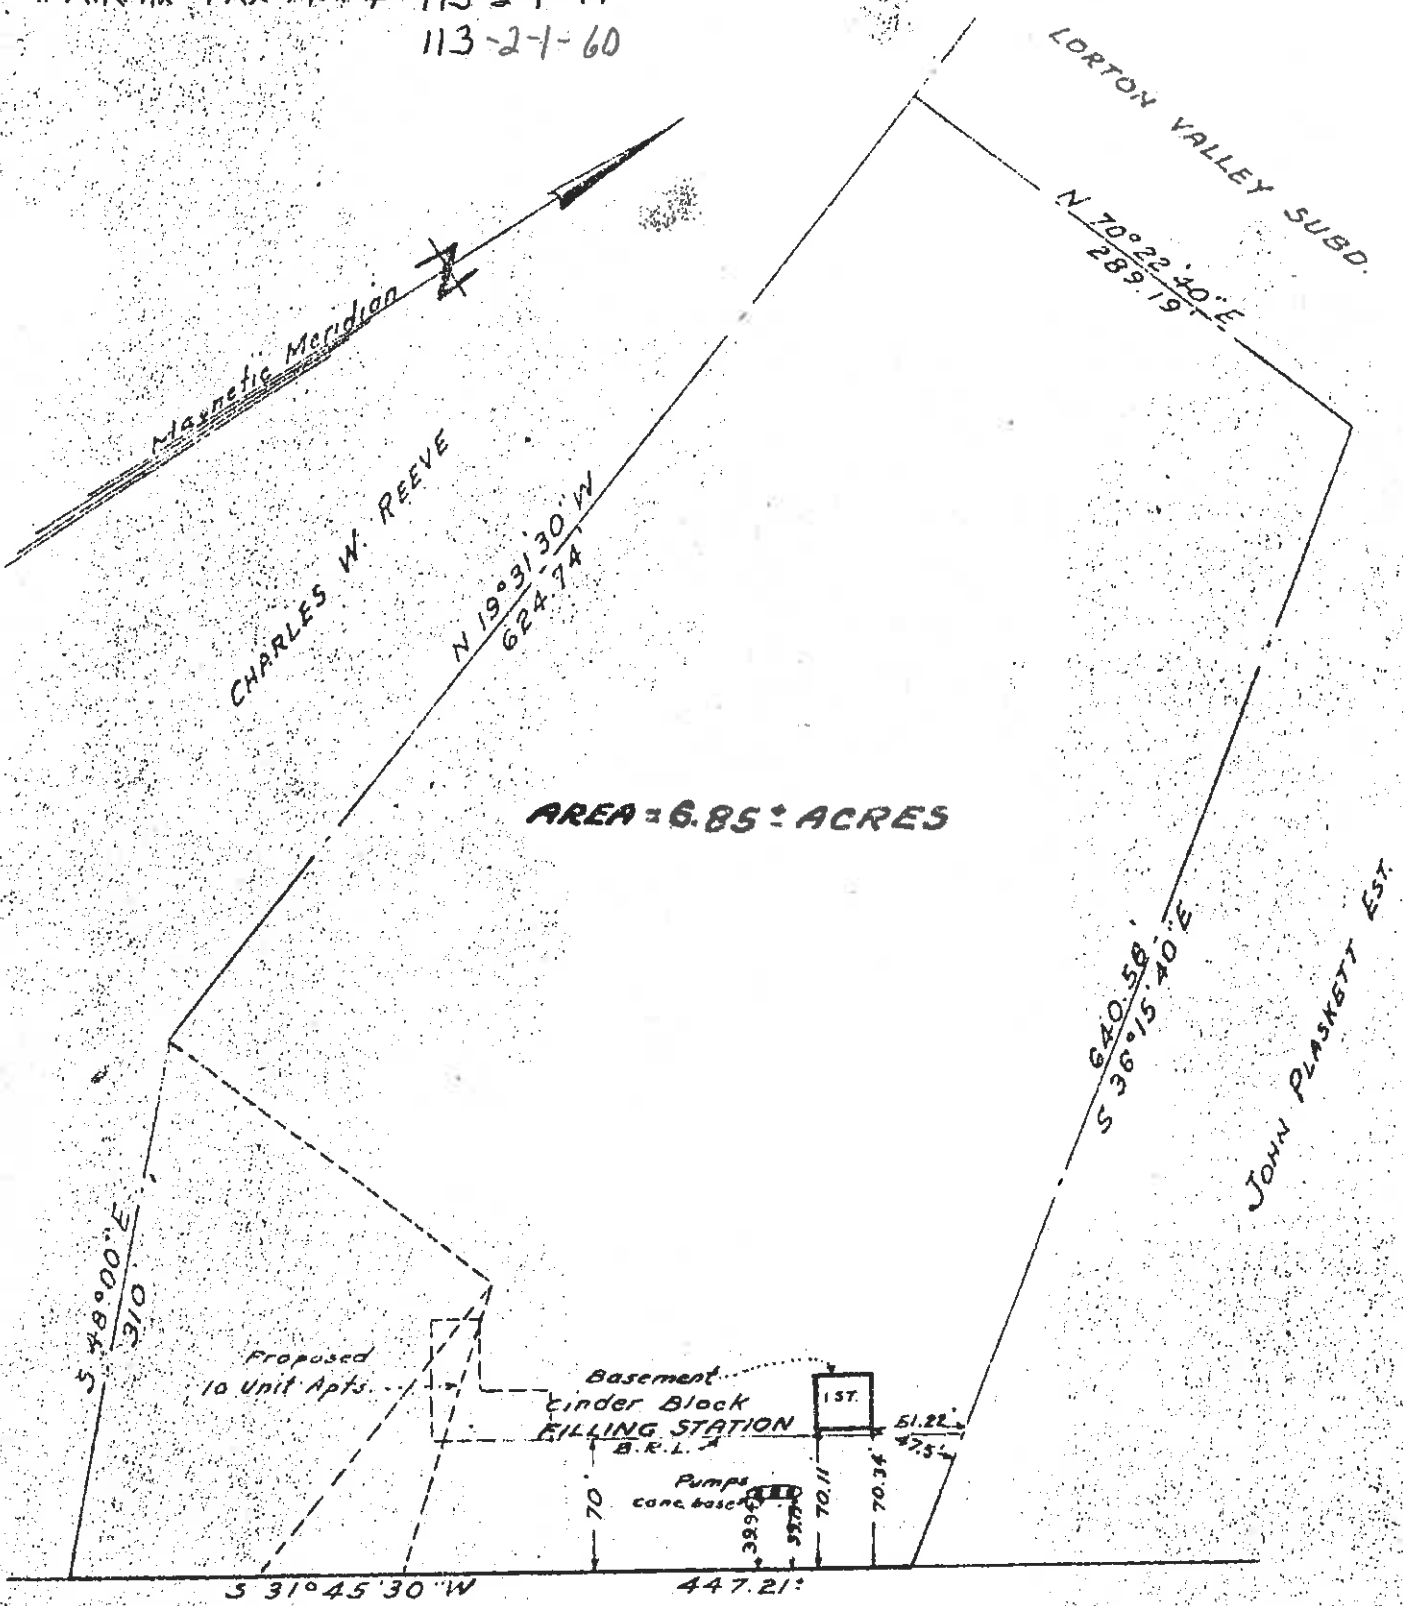 113-2-1-60
LORTON VALLEY SUBD.
N 70°22'40"E
289.19'
Magnetic Meridian
N
CHARLES W. REEVE
N 19°31'30"W
624.74'
AREA = 6.85 ± ACRES
640.58'
S 36°15'40"E
JOHN PLASKETT EST.
S 48°00'E
310'
Proposed
10 Unit Apts.
Basement
Cinder Block
FILLING STATION
B.R.L.
1 ST.
51.22'
47.5'
Pumps
conc. base
70'
39.94
70.11
70.34
S 31°45'30"W
447.21'